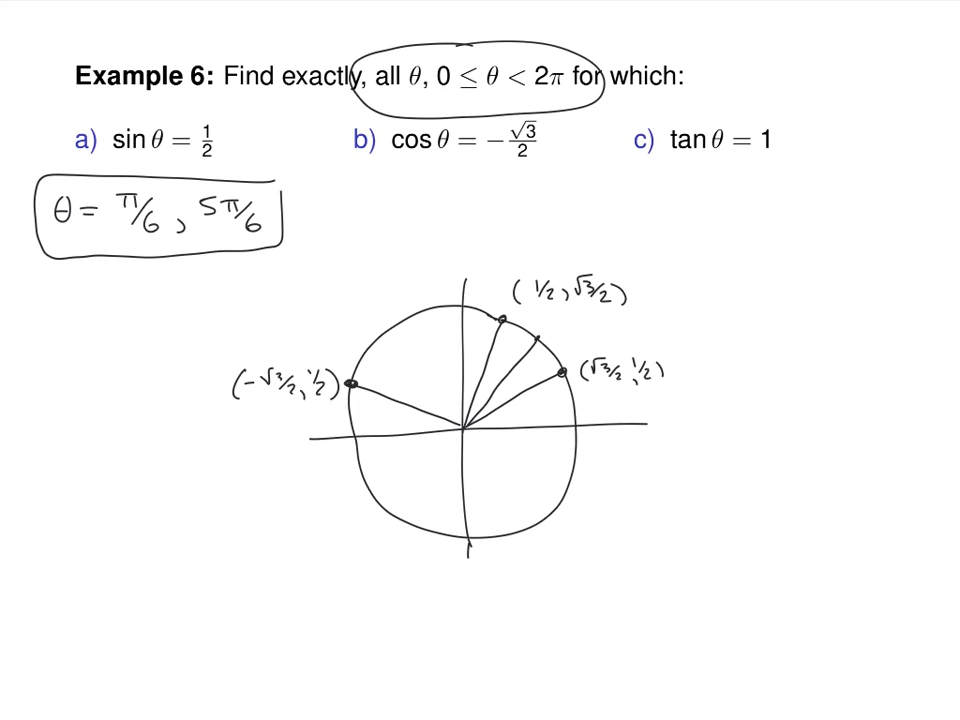 Example 6: Find exactly, all θ, 0 ≤ θ < 2π for which:
a) sin θ = 1/2 b) cos θ = −√3/2 c) tan θ = 1
θ = π/6, 5π/6
(1/2, √3/2)
(-√3/2, 1/2) (√3/2, 1/2)